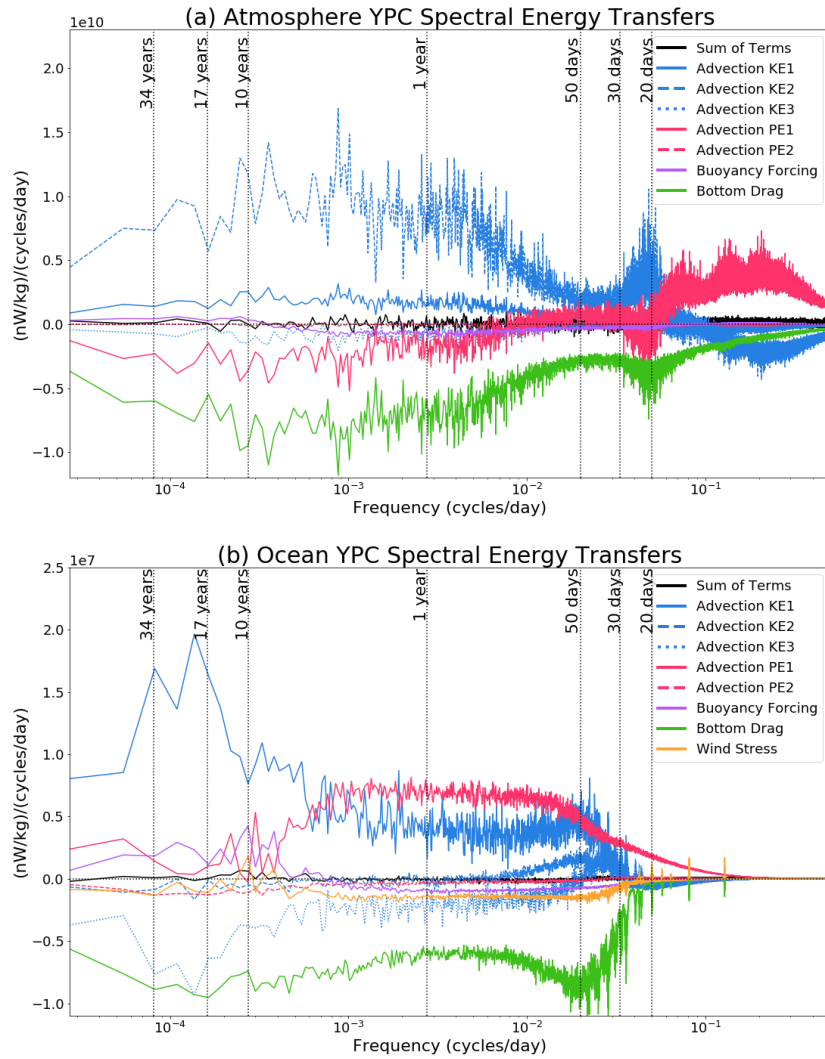 (a) Atmosphere YPC Spectral Energy Transfers
1e10
2.0
1.5
1.0
0.5
0.0
−0.5
−1.0
(nW/kg)/(cycles/day)
34 years
17 years
10 years
1 year
50 days
30 days
20 days
Sum of Terms
Advection KE1
Advection KE2
Advection KE3
Advection PE1
Advection PE2
Buoyancy Forcing
Bottom Drag
10⁻⁴
10⁻³
10⁻²
10⁻¹
Frequency (cycles/day)
(b) Ocean YPC Spectral Energy Transfers
1e7
2.5
2.0
1.5
1.0
0.5
0.0
−0.5
−1.0
(nW/kg)/(cycles/day)
34 years
17 years
10 years
1 year
50 days
30 days
20 days
Sum of Terms
Advection KE1
Advection KE2
Advection KE3
Advection PE1
Advection PE2
Buoyancy Forcing
Bottom Drag
Wind Stress
10⁻⁴
10⁻³
10⁻²
10⁻¹
Frequency (cycles/day)